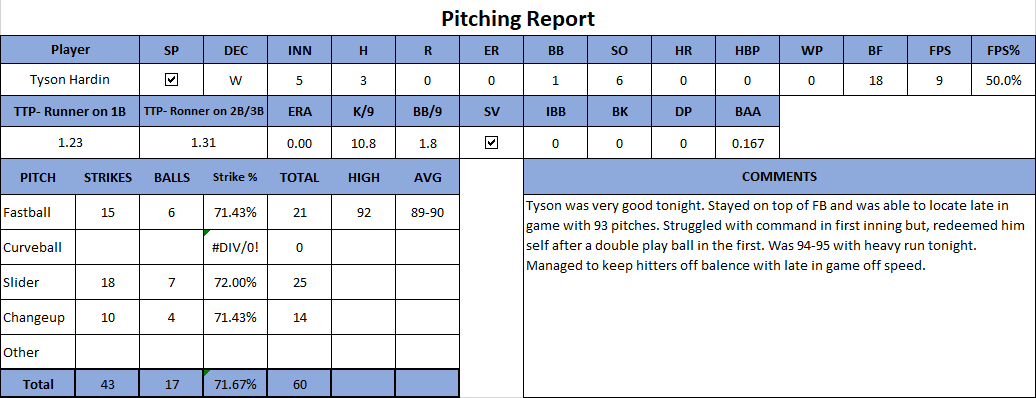 Pitching Report
Player SP DEC INN H R ER BB SO HR HBP WP BF FPS FPS%
Tyson Hardin ☑ W 5 3 0 0 1 6 0 0 0 18 9 50.0%
TTP- Runner on 1B TTP- Runner on 2B/3B ERA K/9 BB/9 SV IBB BK DP BAA
1.23 1.31 0.00 10.8 1.8 ☑ 0 0 0 0.167
PITCH STRIKES BALLS Strike % TOTAL HIGH AVG
Fastball 15 6 71.43% 21 92 89-90
Curveball #DIV/0! 0
Slider 18 7 72.00% 25
Changeup 10 4 71.43% 14
Other
Total 43 17 71.67% 60
COMMENTS
Tyson was very good tonight. Stayed on top of FB and was able to locate late in
game with 93 pitches. Struggled with command in first inning but, redeemed him
self after a double play ball in the first. Was 94-95 with heavy run tonight.
Managed to keep hitters off balence with late in game off speed.